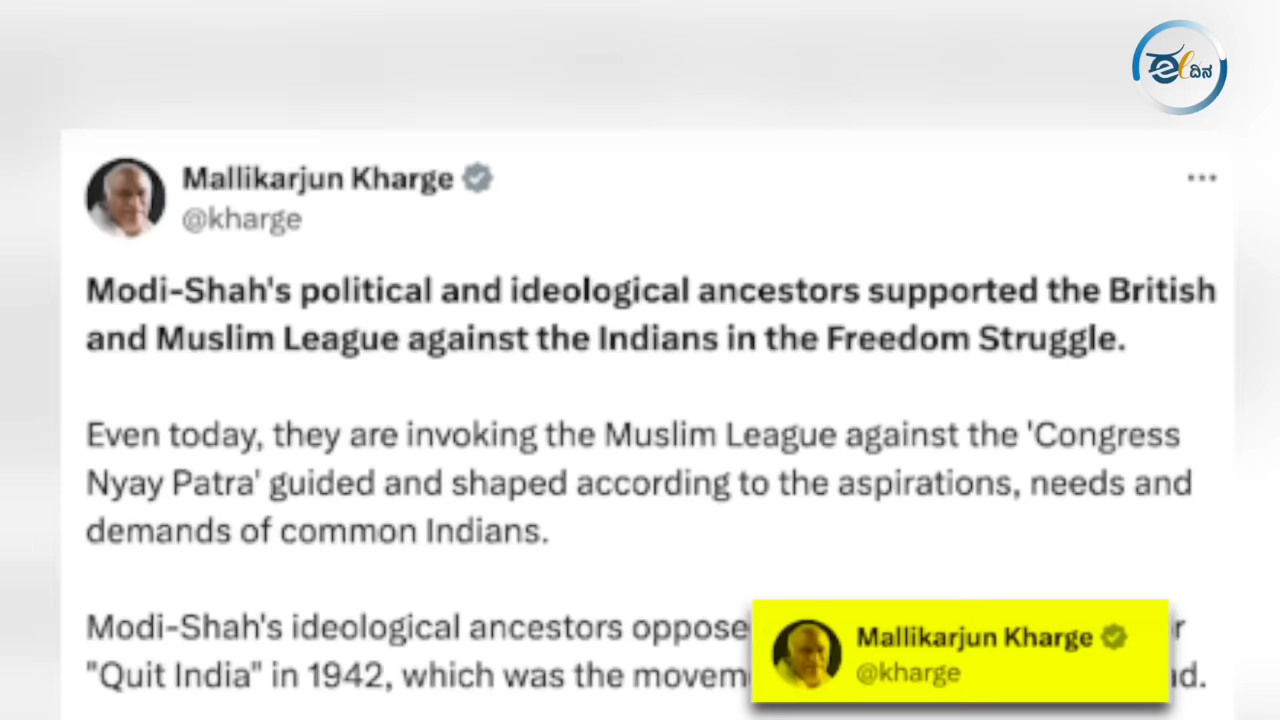 ಈ ದಿನ
Mallikarjun Kharge
@kharge
Modi-Shah's political and ideological ancestors supported the British
and Muslim League against the Indians in the Freedom Struggle.
Even today, they are invoking the Muslim League against the 'Congress
Nyay Patra' guided and shaped according to the aspirations, needs and
demands of common Indians.
Modi-Shah's ideological ancestors oppose
"Quit India" in 1942, which was the movem
Mallikarjun Kharge
@kharge